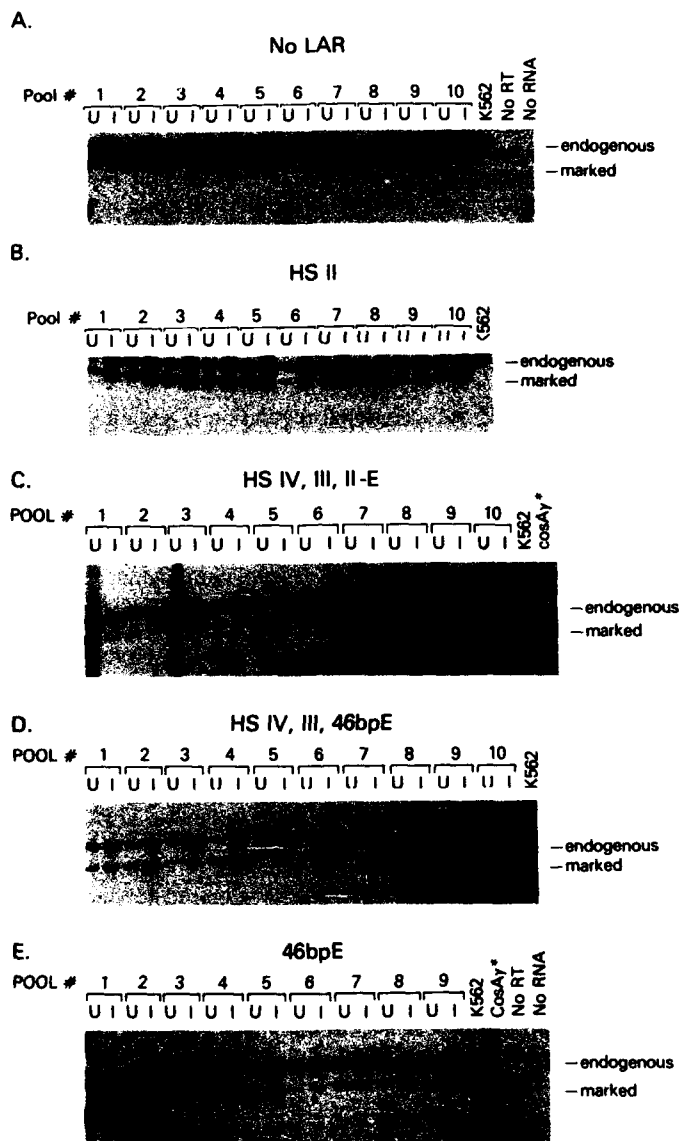 A.
No LAR
Pool # 1 2 3 4 5 6 7 8 9 10
U I U I U I U I U I U I U I U I U I U I K562 No RT No RNA
– endogenous
– marked
B.
HS II
Pool # 1 2 3 4 5 6 7 8 9 10
U I U I U I U I U I U I U I U I U I U I K562
– endogenous
– marked
C.
HS IV, III, II-E
POOL # 1 2 3 4 5 6 7 8 9 10
U I U I U I U I U I U I U I U I U I U I K562 cosAγ*
– endogenous
– marked
D.
HS IV, III, 46bpE
POOL # 1 2 3 4 5 6 7 8 9 10
U I U I U I U I U I U I U I U I U I U I K562
– endogenous
– marked
E.
46bpE
POOL # 1 2 3 4 5 6 7 8 9
U I U I U I U I U I U I U I U I U I K562 CosAγ* No RT No RNA
– endogenous
– marked